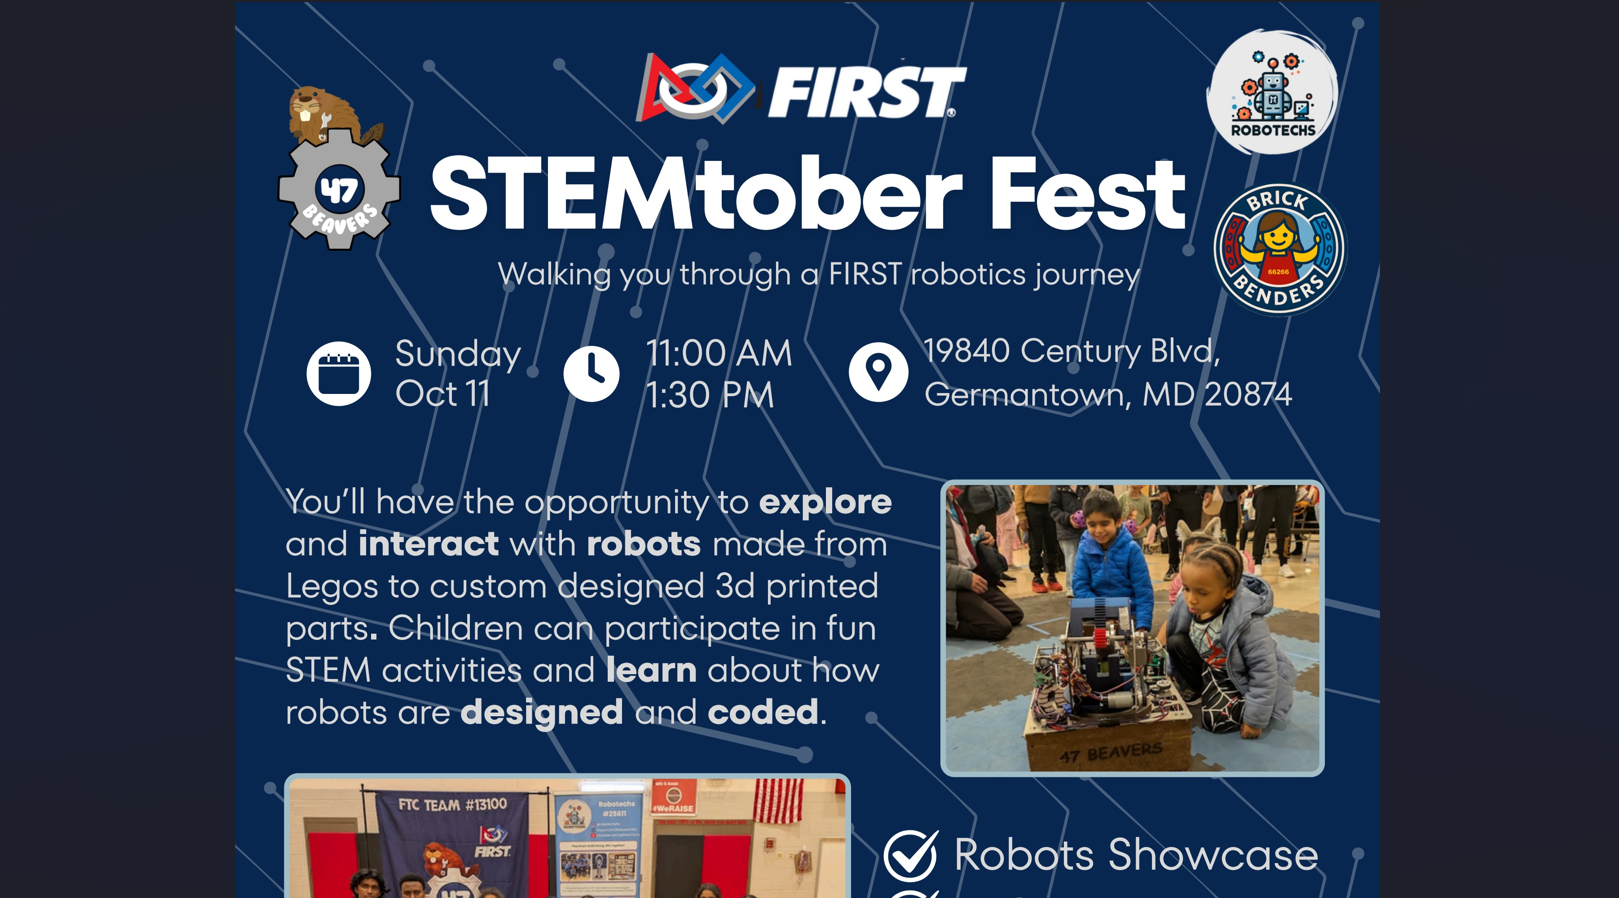 FIRST®
ROBOTECHS
47
BEAVERS
STEMtober Fest
BRICK
66266
BENDERS
Walking you through a FIRST robotics journey
Sunday
Oct 11
11:00 AM
1:30 PM
19840 Century Blvd,
Germantown, MD 20874
You’ll have the opportunity to explore
and interact with robots made from
Legos to custom designed 3d printed
parts. Children can participate in fun
STEM activities and learn about how
robots are designed and coded.
47 BEAVERS
FTC TEAM #13100
FIRST
Robotechs
#25611
#WeRAISE
Robots Showcase